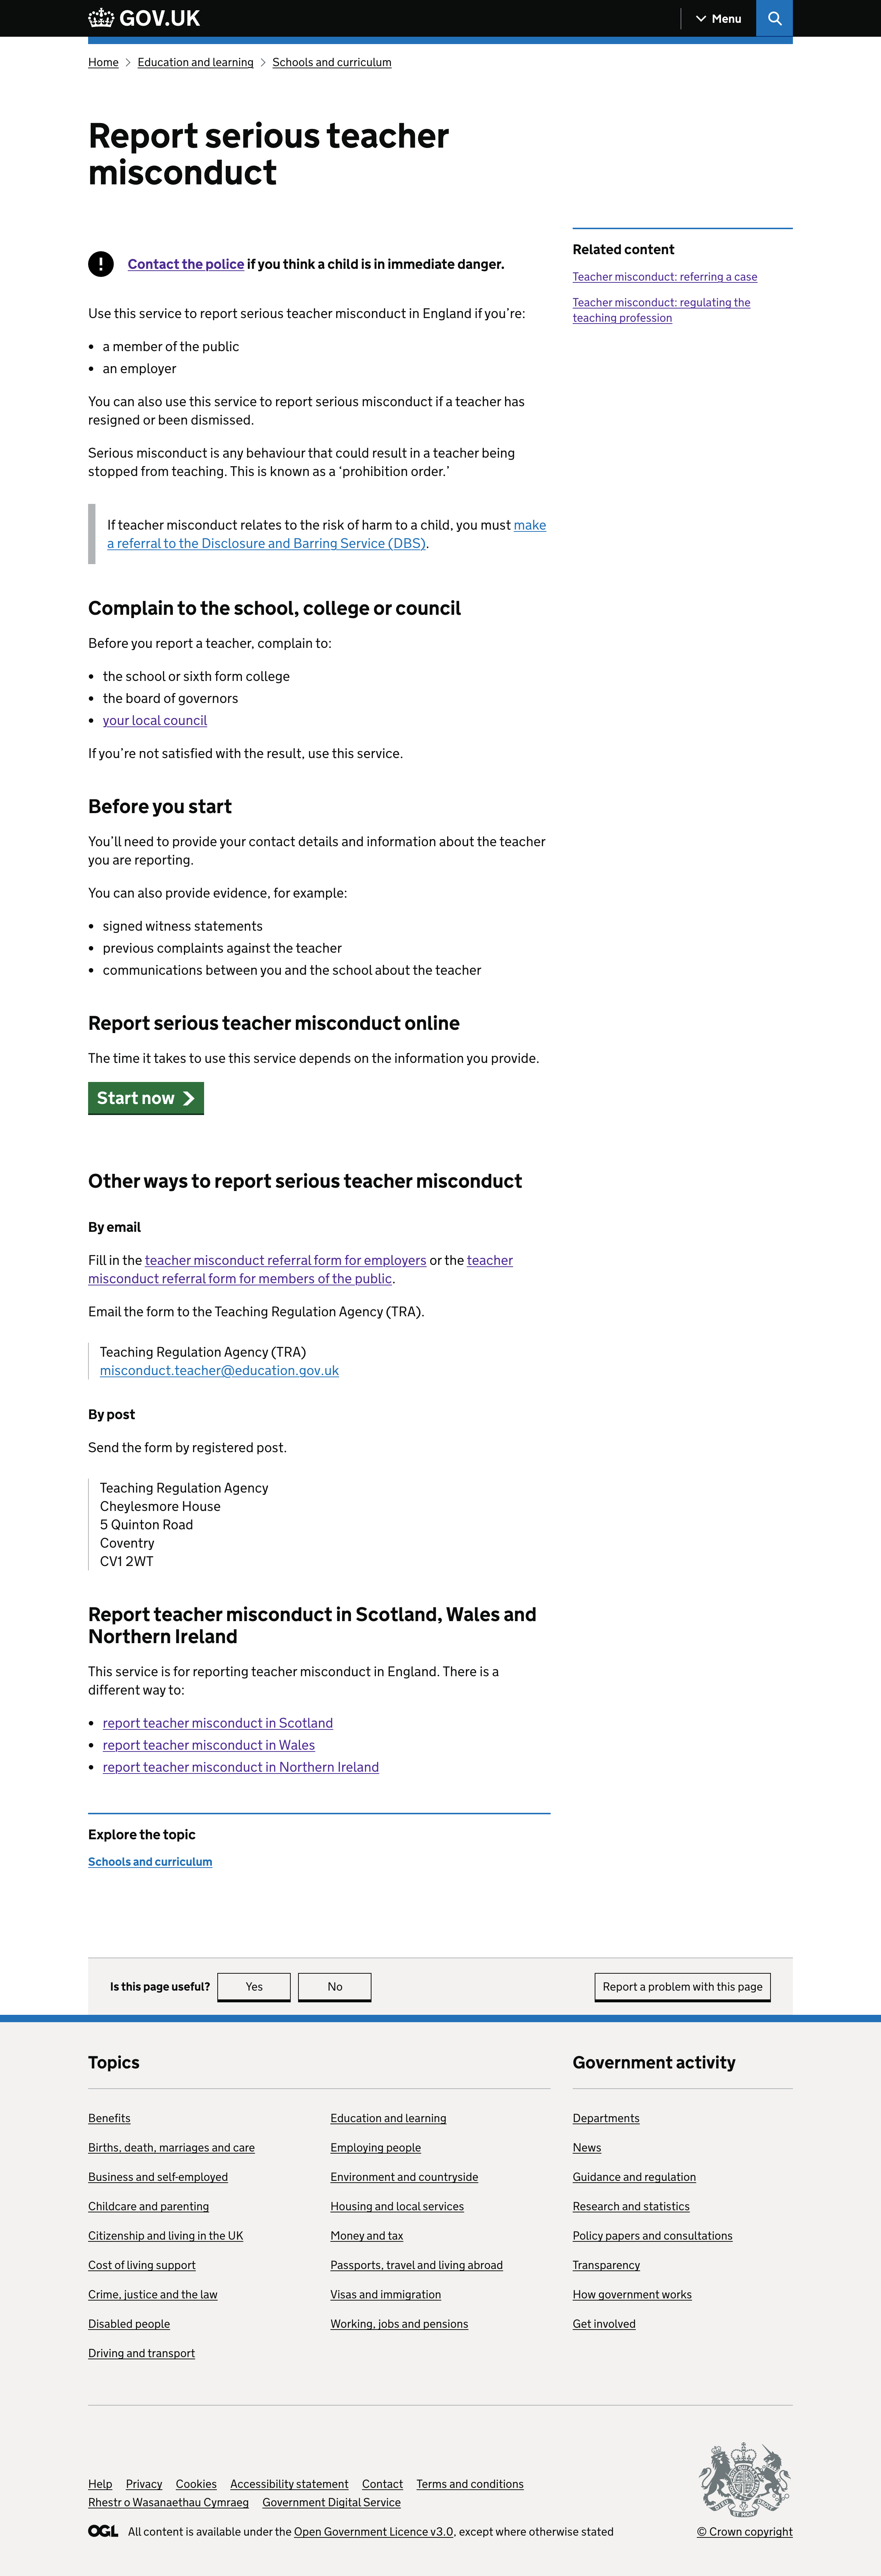 GOV.UK
Menu
Home
Education and learning
Schools and curriculum
Report serious teacher
misconduct
Contact the police if you think a child is in immediate danger.
Use this service to report serious teacher misconduct in England if you’re:
• a member of the public
• an employer
You can also use this service to report serious misconduct if a teacher has
resigned or been dismissed.
Serious misconduct is any behaviour that could result in a teacher being
stopped from teaching. This is known as a ‘prohibition order.’
If teacher misconduct relates to the risk of harm to a child, you must make
a referral to the Disclosure and Barring Service (DBS).
Complain to the school, college or council
Before you report a teacher, complain to:
• the school or sixth form college
• the board of governors
• your local council
If you’re not satisfied with the result, use this service.
Before you start
You’ll need to provide your contact details and information about the teacher
you are reporting.
You can also provide evidence, for example:
• signed witness statements
• previous complaints against the teacher
• communications between you and the school about the teacher
Report serious teacher misconduct online
The time it takes to use this service depends on the information you provide.
Start now
Other ways to report serious teacher misconduct
By email
Fill in the teacher misconduct referral form for employers or the teacher
misconduct referral form for members of the public.
Email the form to the Teaching Regulation Agency (TRA).
Teaching Regulation Agency (TRA)
misconduct.teacher@education.gov.uk
By post
Send the form by registered post.
Teaching Regulation Agency
Cheylesmore House
5 Quinton Road
Coventry
CV1 2WT
Report teacher misconduct in Scotland, Wales and
Northern Ireland
This service is for reporting teacher misconduct in England. There is a
different way to:
• report teacher misconduct in Scotland
• report teacher misconduct in Wales
• report teacher misconduct in Northern Ireland
Explore the topic
Schools and curriculum
Related content
Teacher misconduct: referring a case
Teacher misconduct: regulating the
teaching profession
Is this page useful?
Yes
No
Report a problem with this page
Topics
Benefits
Births, death, marriages and care
Business and self-employed
Childcare and parenting
Citizenship and living in the UK
Cost of living support
Crime, justice and the law
Disabled people
Driving and transport
Education and learning
Employing people
Environment and countryside
Housing and local services
Money and tax
Passports, travel and living abroad
Visas and immigration
Working, jobs and pensions
Government activity
Departments
News
Guidance and regulation
Research and statistics
Policy papers and consultations
Transparency
How government works
Get involved
Help Privacy Cookies Accessibility statement Contact Terms and conditions
Rhestr o Wasanaethau Cymraeg Government Digital Service
OGL All content is available under the Open Government Licence v3.0, except where otherwise stated
© Crown copyright